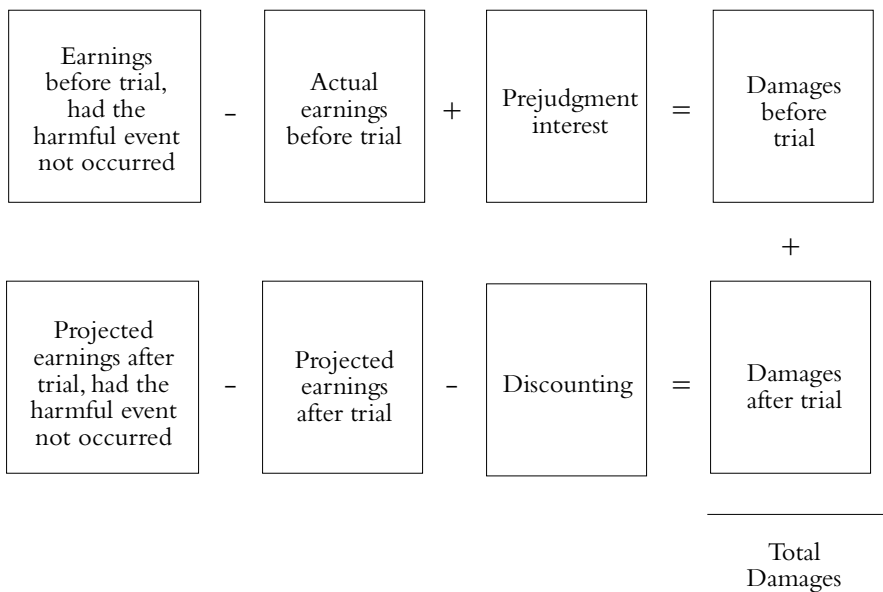 Earnings
before trial,
had the
harmful event
not occurred
-
Actual
earnings
before trial
+
Prejudgment
interest
=
Damages
before
trial
+
Projected
earnings after
trial, had the
harmful event
not occurred
-
Projected
earnings
after trial
-
Discounting
=
Damages
after trial
Total
Damages